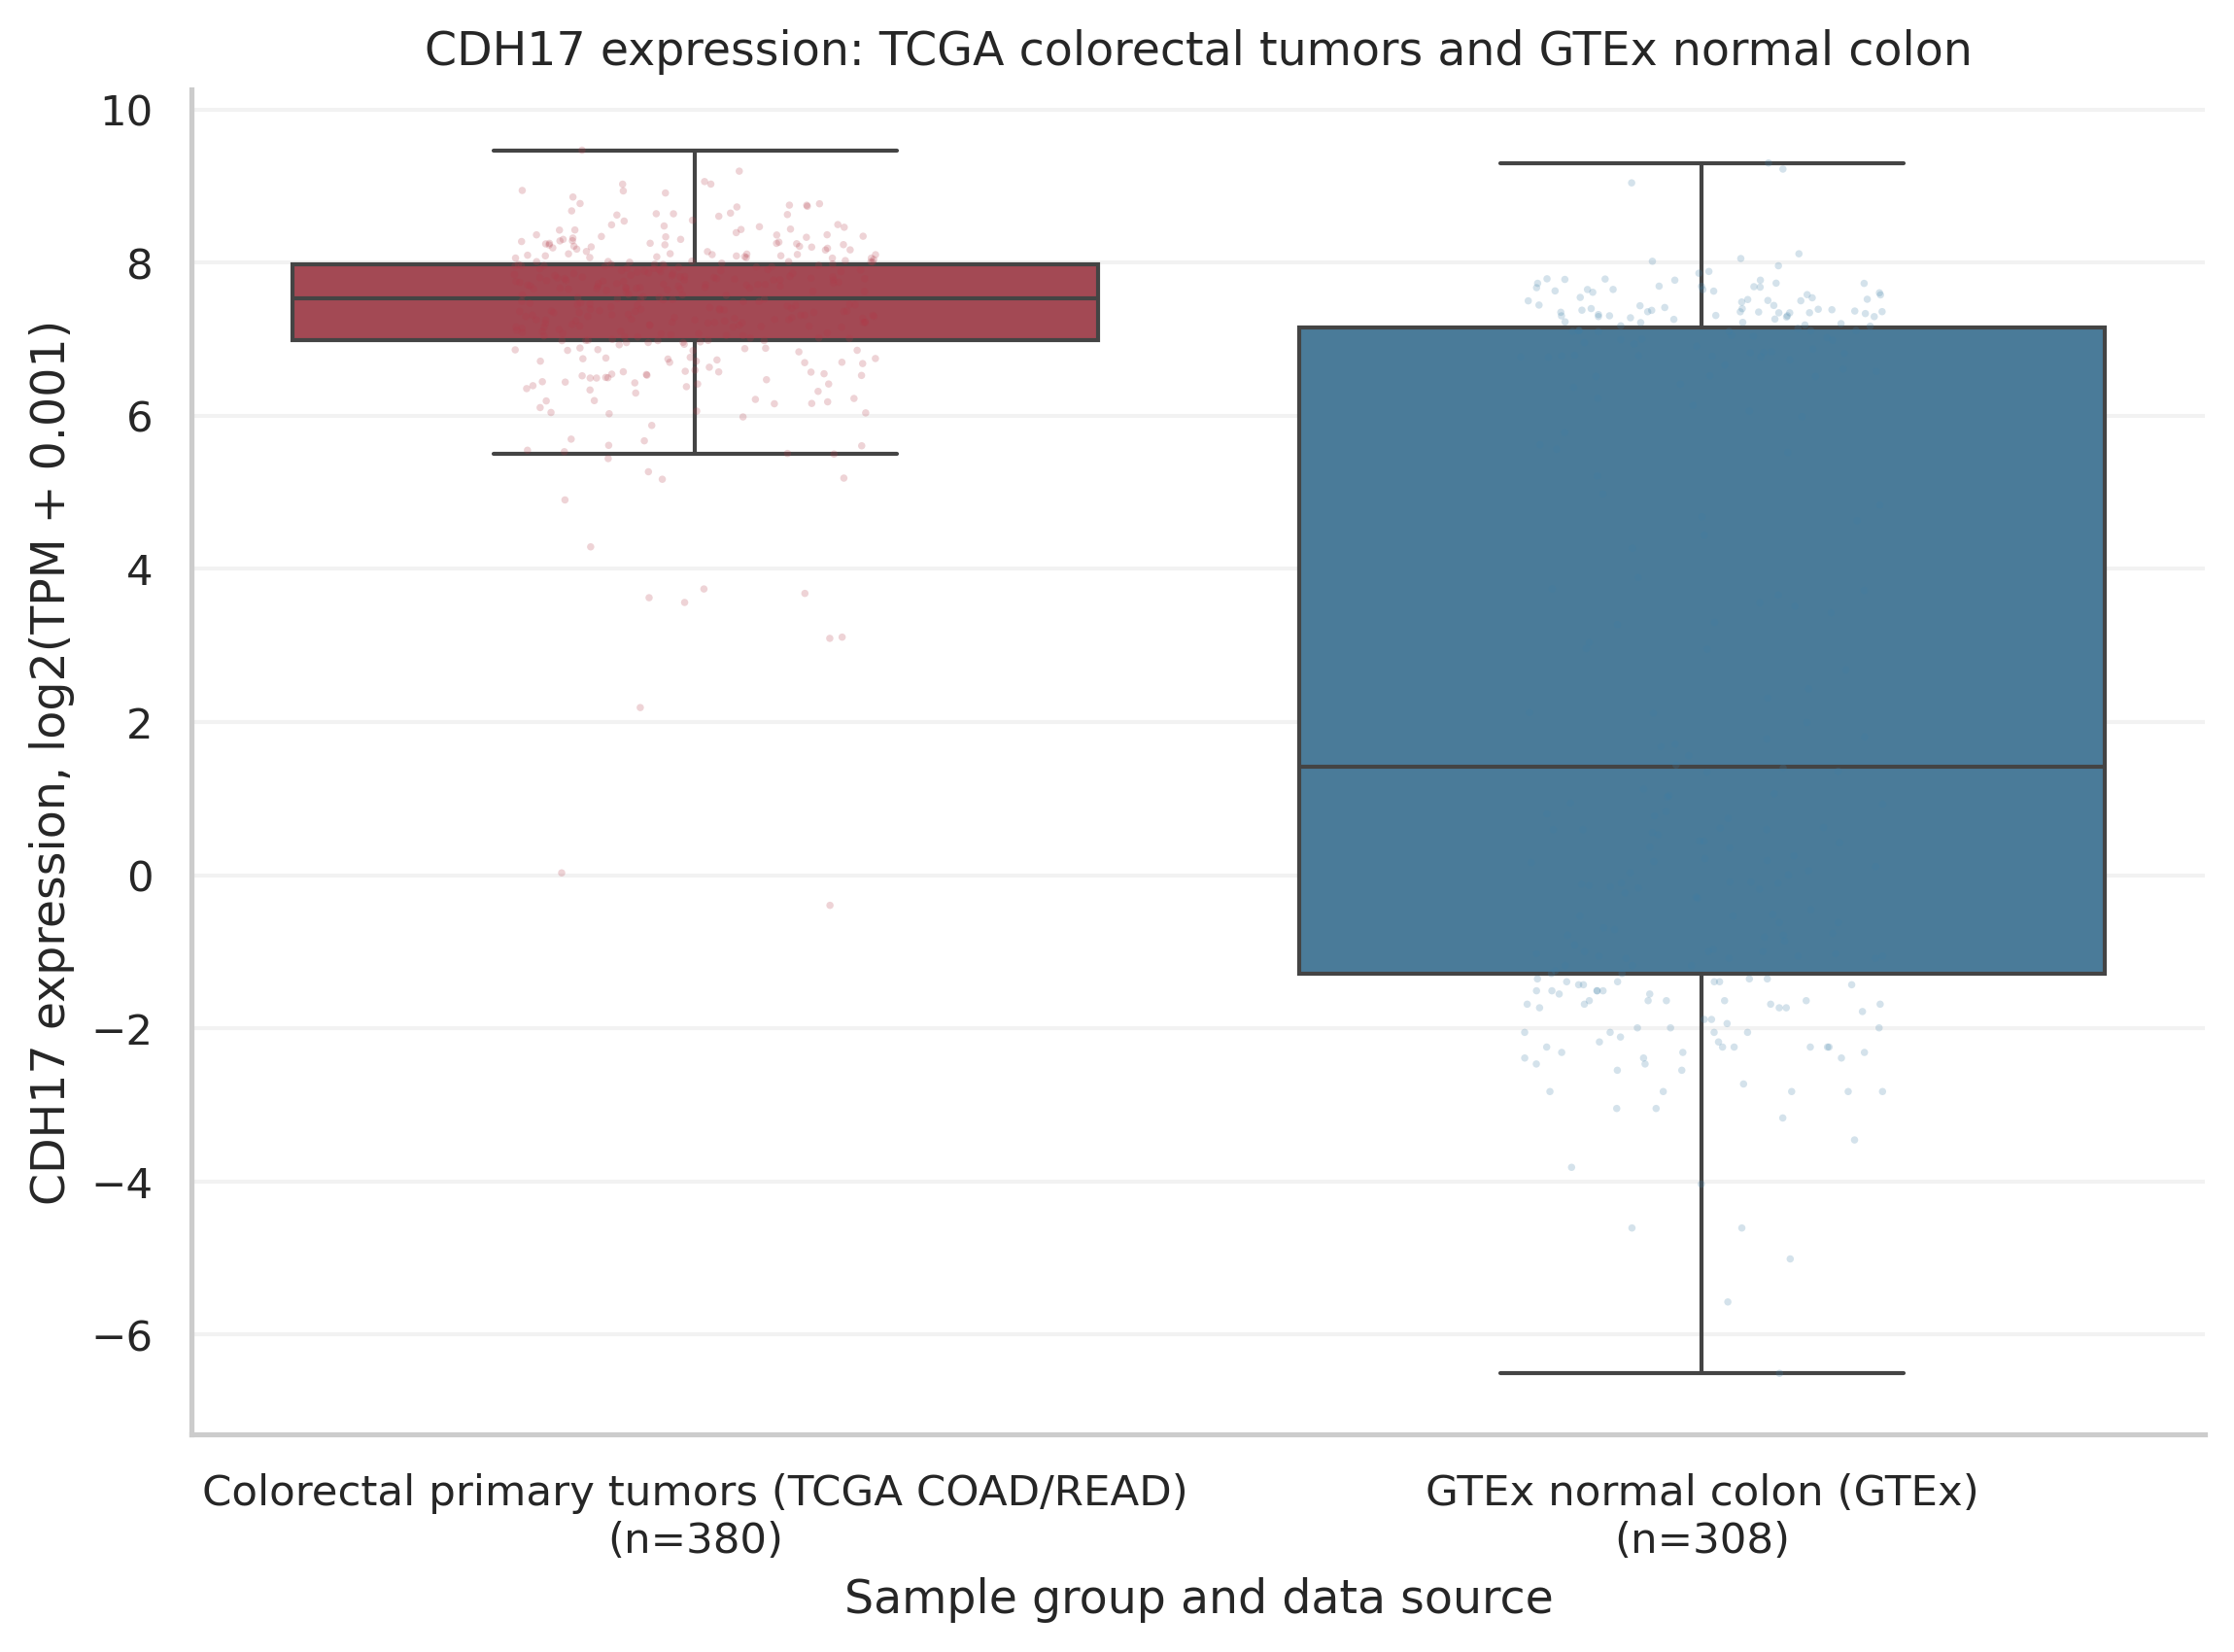 CDH17 expression: TCGA colorectal tumors and GTEx normal colon
CDH17 expression, log2(TPM + 0.001)
10
8
6
4
2
0
−2
−4
−6
Colorectal primary tumors (TCGA COAD/READ)
(n=380)
GTEx normal colon (GTEx)
(n=308)
Sample group and data source